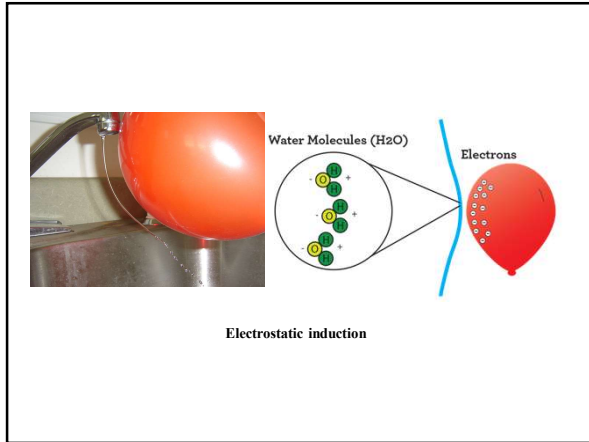 Water Molecules (H2O)
Electrons
H
- O +
H
H
- O +
H
H
- O +
H
Electrostatic induction